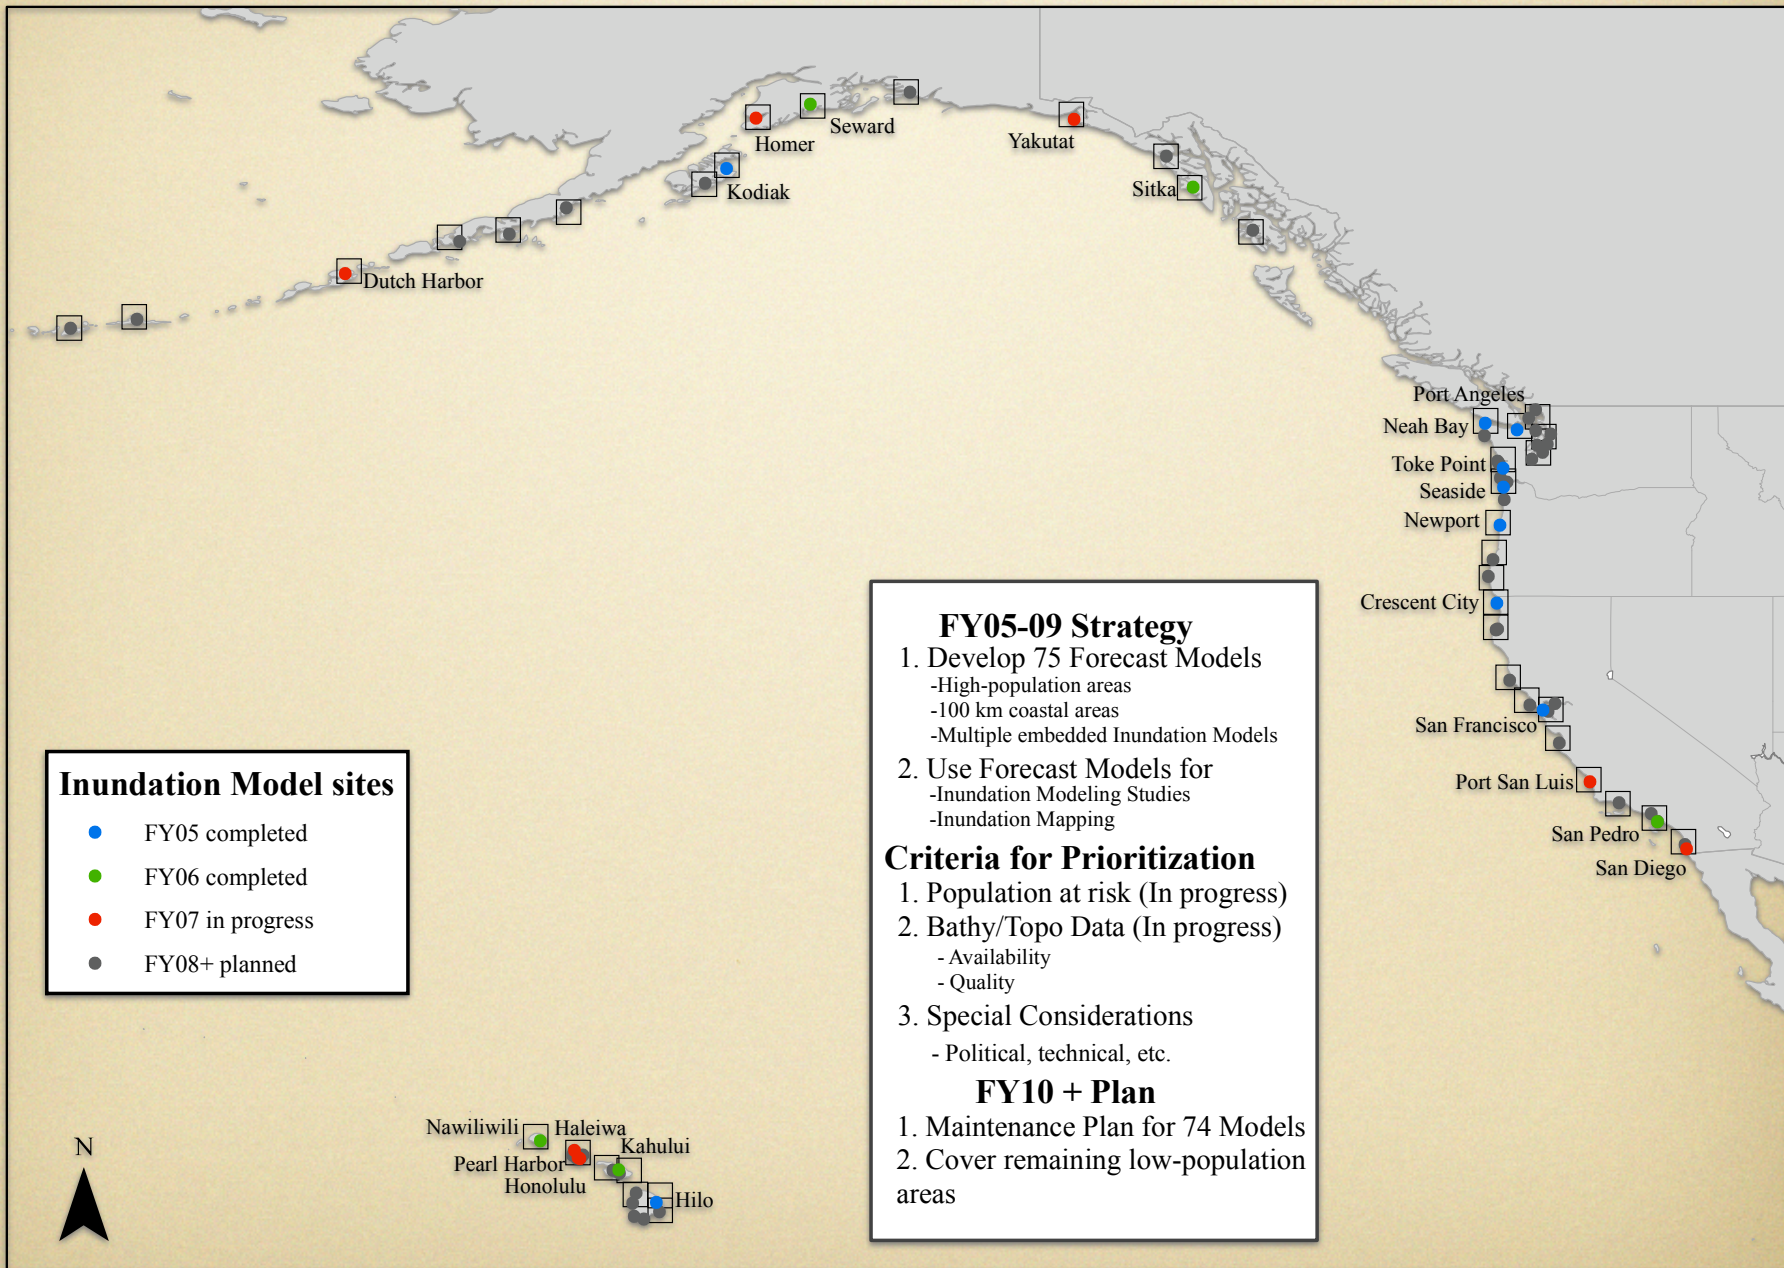 Seward
Homer
Yakutat
Kodiak
Sitka
Dutch Harbor
Port Angeles
Neah Bay
Toke Point
Seaside
Newport
Crescent City
San Francisco
Port San Luis
San Pedro
San Diego
Inundation Model sites
FY05 completed
FY06 completed
FY07 in progress
FY08+ planned
FY05-09 Strategy
1. Develop 75 Forecast Models
-High-population areas
-100 km coastal areas
-Multiple embedded Inundation Models
2. Use Forecast Models for
-Inundation Modeling Studies
-Inundation Mapping
Criteria for Prioritization
1. Population at risk (In progress)
2. Bathy/Topo Data (In progress)
- Availability
- Quality
3. Special Considerations
- Political, technical, etc.
FY10 + Plan
1. Maintenance Plan for 74 Models
2. Cover remaining low-population
areas
N
Nawiliwili
Haleiwa
Kahului
Pearl Harbor
Honolulu
Hilo